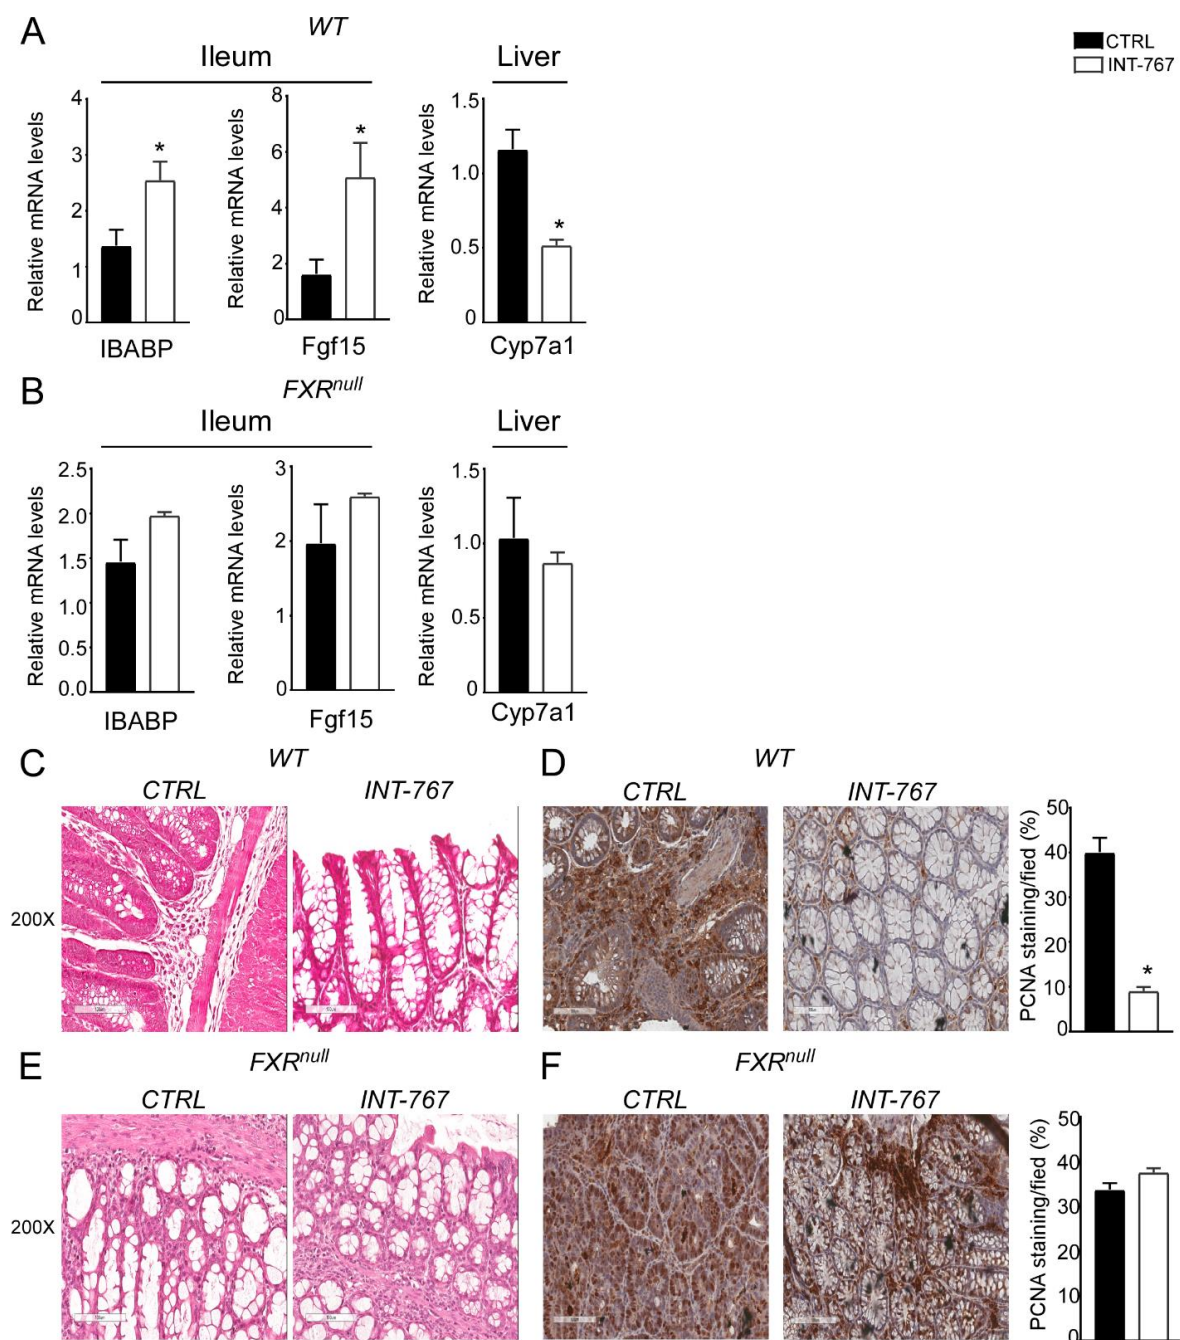 A
WT
CTRL
INT-767
Ileum
Liver
Relative mRNA levels
4
3
2
1
0
*
IBABP
Relative mRNA levels
8
6
4
2
0
*
Fgf15
Relative mRNA levels
1.5
1.0
0.5
0
*
Cyp7a1
B
FXRnull
Ileum
Liver
Relative mRNA levels
2.5
2.0
1.5
1.0
0.5
0.0
IBABP
Relative mRNA levels
3
2
1
0
Fgf15
Relative mRNA levels
1.5
1.0
0.5
0
Cyp7a1
C
WT
CTRL
INT-767
200X
D
WT
CTRL
INT-767
PCNA staining/fied (%)
50
40
30
20
10
0
*
E
FXRnull
CTRL
INT-767
200X
F
FXRnull
CTRL
INT-767
PCNA staining/fied (%)
50
40
30
20
10
0